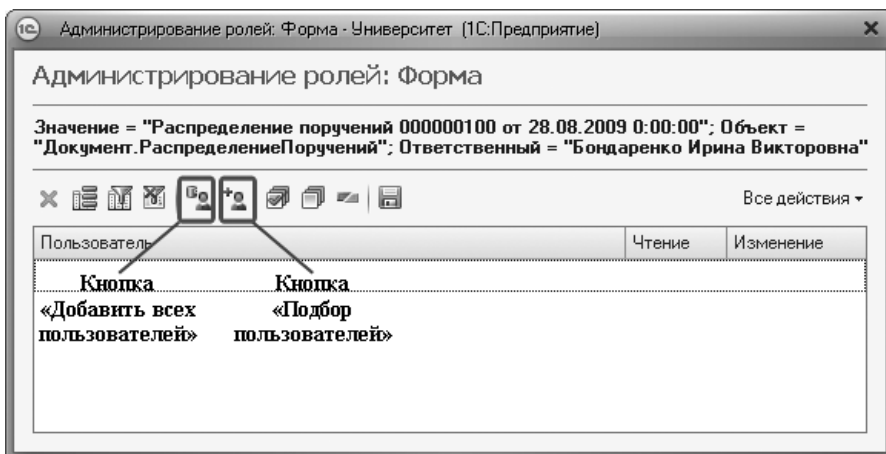 Администрирование ролей: Форма - Университет (1С:Предприятие)
Администрирование ролей: Форма
Значение = "Распределение поручений 000000100 от 28.08.2009 0:00:00"; Объект =
"Документ.РаспределениеПоручений"; Ответственный = "Бондаренко Ирина Викторовна"
Все действия
Пользователь Чтение Изменение
Кнопка
«Добавить всех
пользователей»
Кнопка
«Подбор
пользователей»